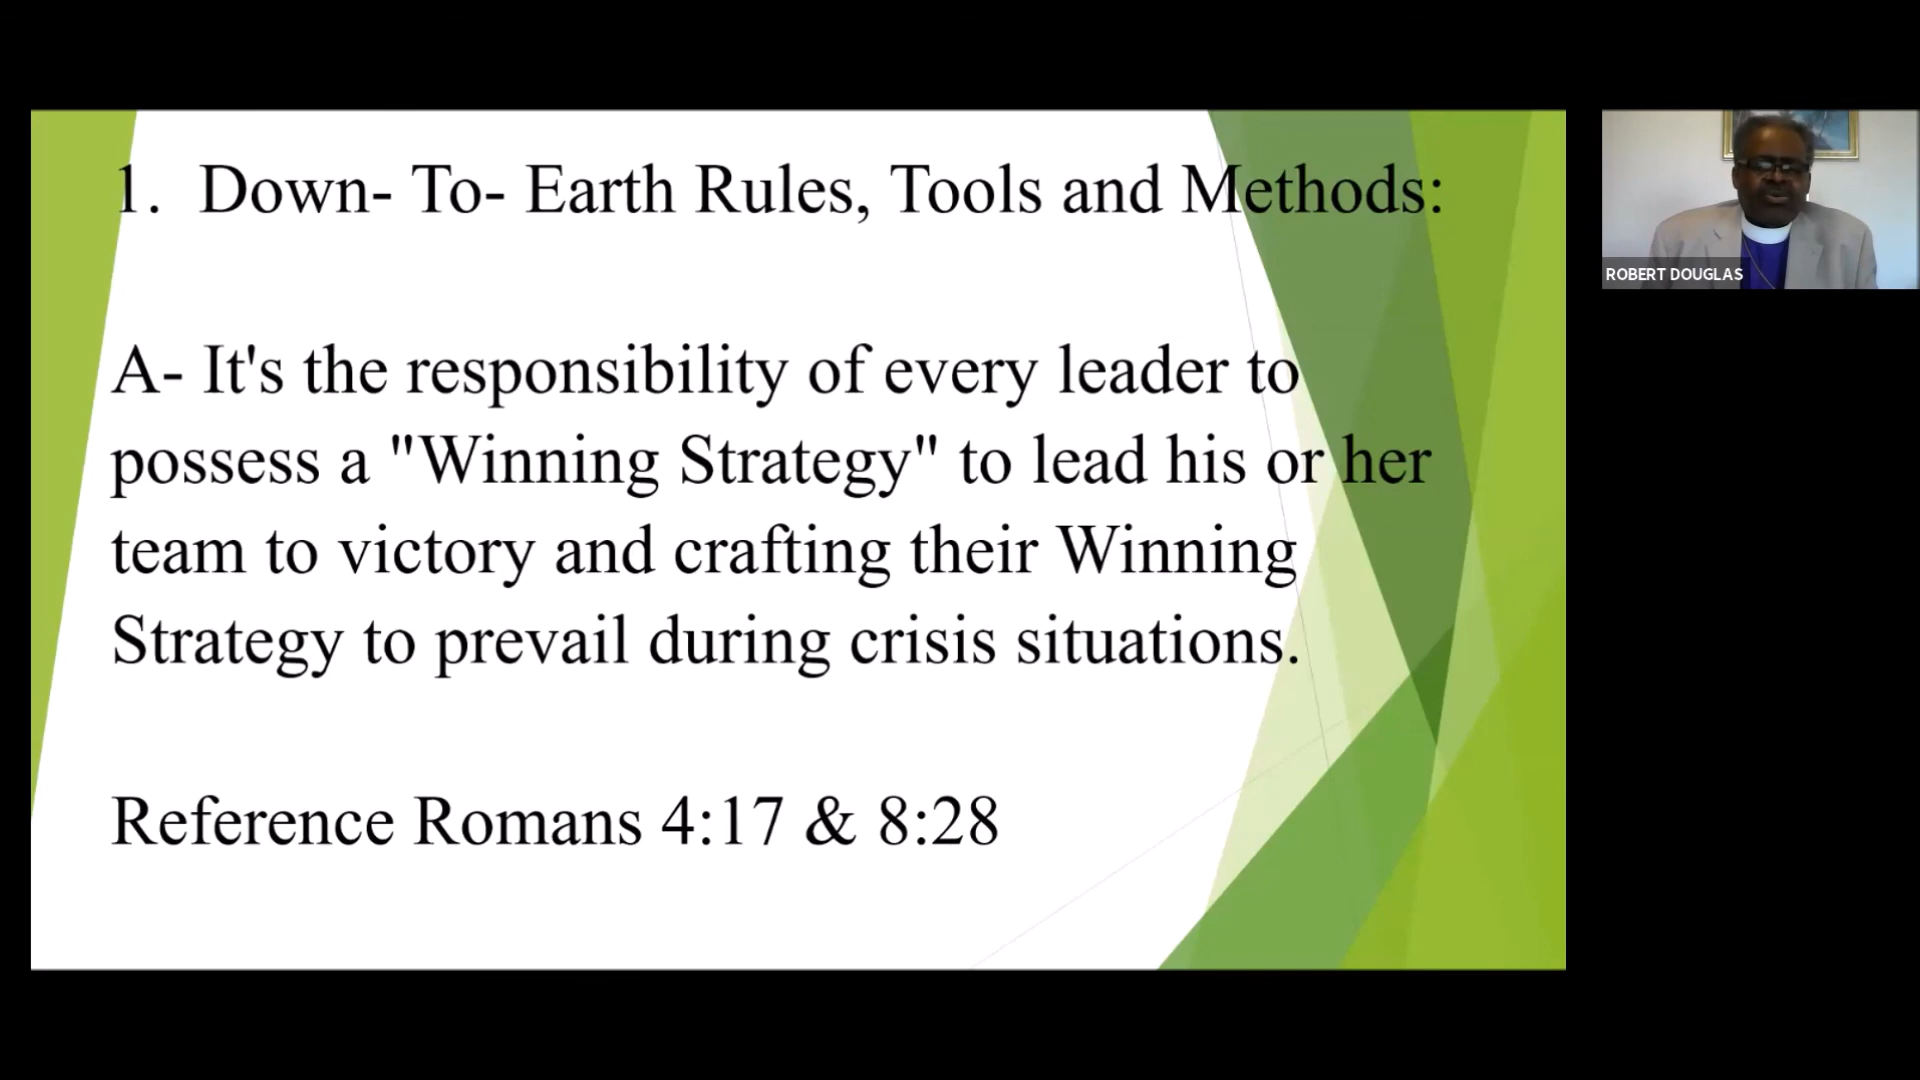 1. Down- To- Earth Rules, Tools and Methods:
A- It's the responsibility of every leader to
possess a "Winning Strategy" to lead his or her
team to victory and crafting their Winning
Strategy to prevail during crisis situations.
Reference Romans 4:17 & 8:28
ROBERT DOUGLAS